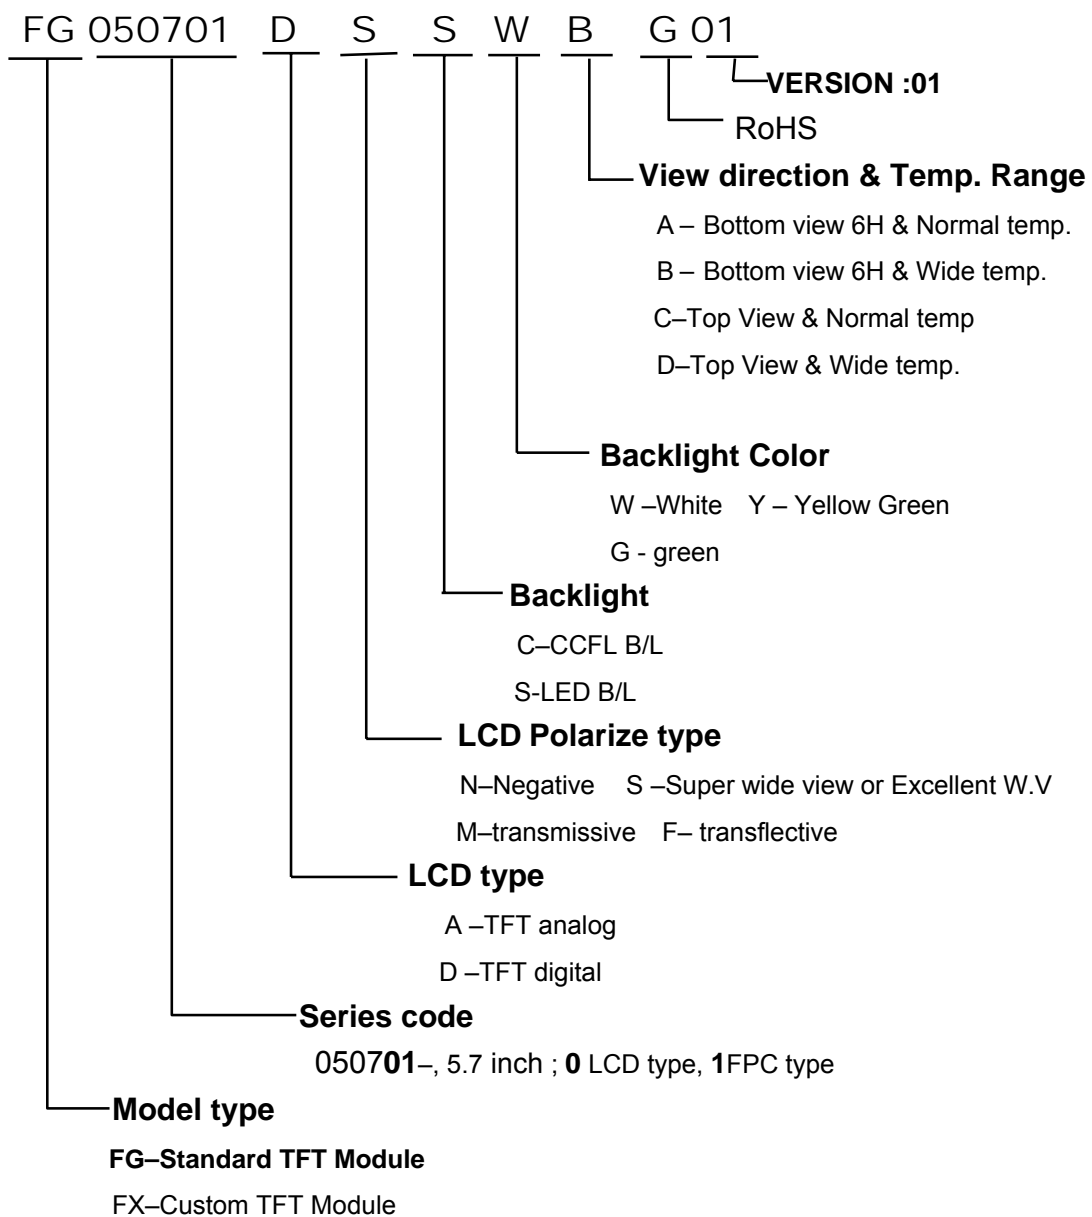 FG 050701 D S S W B G 01
VERSION :01
RoHS
View direction & Temp. Range
A – Bottom view 6H & Normal temp.
B – Bottom view 6H & Wide temp.
C–Top View & Normal temp
D–Top View & Wide temp.
Backlight Color
W –White Y – Yellow Green
G - green
Backlight
C–CCFL B/L
S-LED B/L
LCD Polarize type
N–Negative S –Super wide view or Excellent W.V
M–transmissive F– transflective
LCD type
A –TFT analog
D –TFT digital
Series code
050701–, 5.7 inch ; 0 LCD type, 1FPC type
Model type
FG–Standard TFT Module
FX–Custom TFT Module